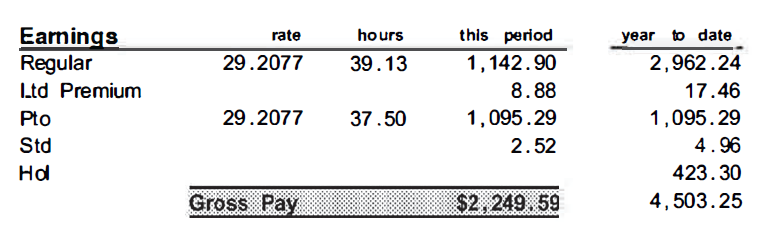 Earnings rate hours this period year to date
Regular 29.2077 39.13 1,142.90 2,962.24
Ltd Premium 8.88 17.46
Pto 29.2077 37.50 1,095.29 1,095.29
Std 2.52 4.96
Hol 423.30
Gross Pay $2,249.59 4,503.25